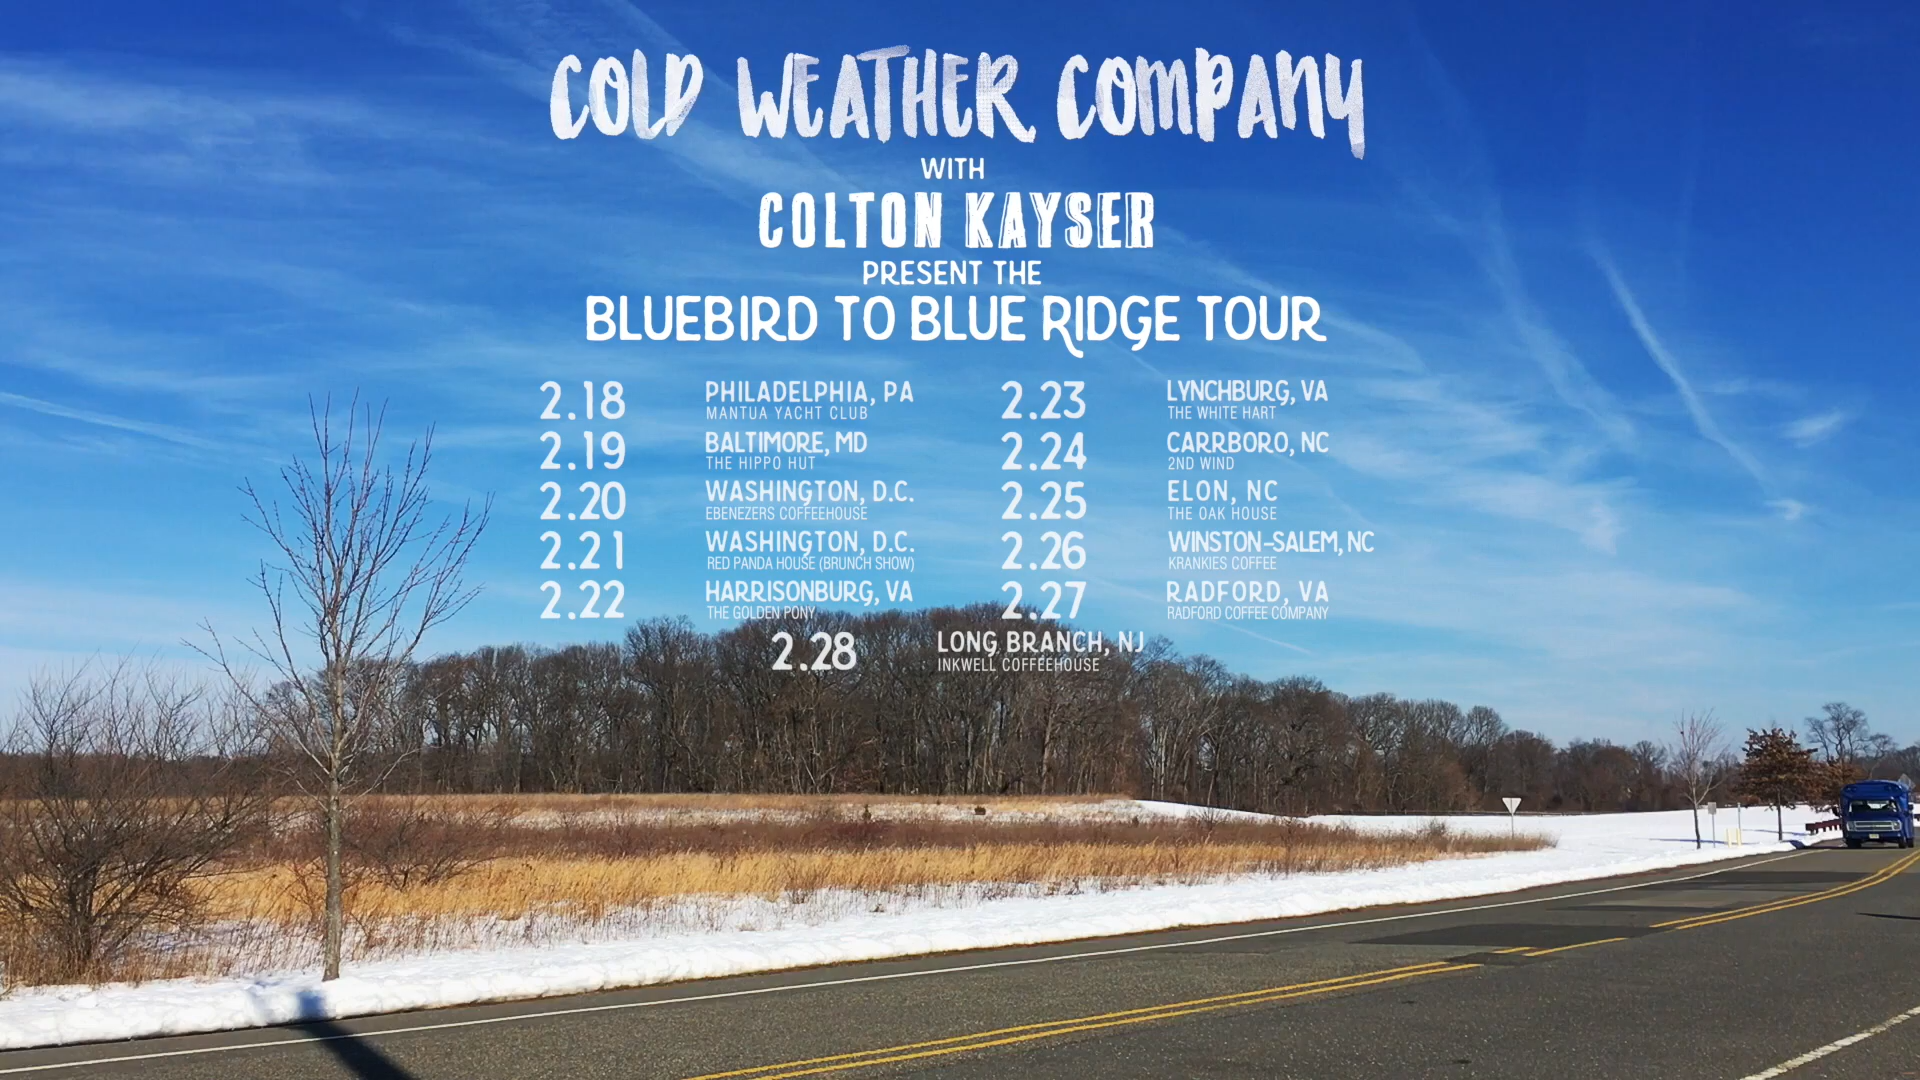 COLD WEATHER COMPANY
WITH
COLTON KAYSER
PRESENT THE
BLUEBIRD TO BLUE RIDGE TOUR
2.18 PHILADELPHIA, PA
MANTUA YACHT CLUB
2.19 BALTIMORE, MD
THE HIPPO HUT
2.20 WASHINGTON, D.C.
EBENEZERS COFFEEHOUSE
2.21 WASHINGTON, D.C.
RED PANDA HOUSE (BRUNCH SHOW)
2.22 HARRISONBURG, VA
THE GOLDEN PONY
2.23 LYNCHBURG, VA
THE WHITE HART
2.24 CARRBORO, NC
2ND WIND
2.25 ELON, NC
THE OAK HOUSE
2.26 WINSTON-SALEM, NC
KRANKIES COFFEE
2.27 RADFORD, VA
RADFORD COFFEE COMPANY
2.28 LONG BRANCH, NJ
INKWELL COFFEEHOUSE